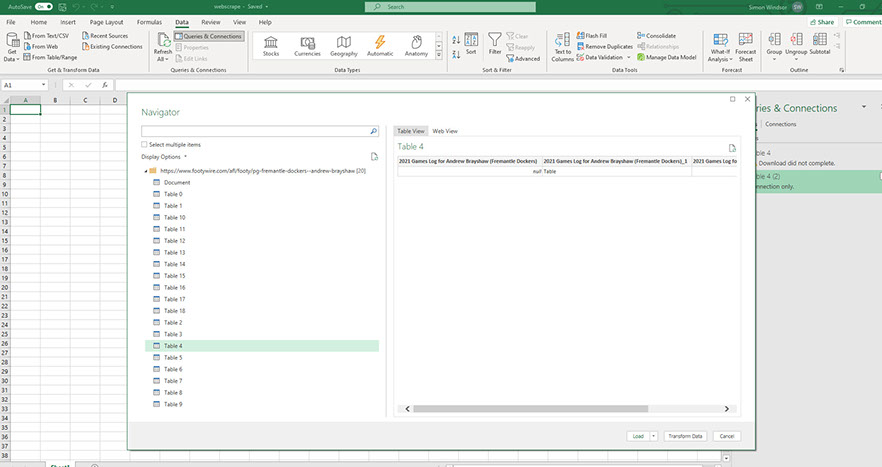 AutoSave On webscrape - Saved Search Simon Windsor SW
Home Insert Page Layout Formulas Data Review View Help Share Comment
Get Data From Text/CSV Recent Sources Refresh All Queries & Connections Stocks Currencies Geography Automatic Anatomy Sort Filter Clear Text to Columns Flash Fill Consolidate What-If Analysis Forecast Sheet Group Ungroup Subtotal
From Web Existing Connections Properties Reapply Remove Duplicates Relationships
From Table/Range Edit Links Advanced Data Validation Manage Data Model
Get & Transform Data Queries & Connections Data Types Sort & Filter Data Tools Forecast Outline
A1
A B C D
1
2
3
4
5
6
7
8
9
10
11
12
13
14
15
16
17
18
19
20
21
22
23
24
25
26
27
28
29
30
31
32
33
34
35
36
37
38
Navigator
Select multiple items
Display Options
https://www.footywire.com/afl/footy/pg-fremantle-dockers--andrew-brayshaw [20]
Document
Table 0
Table 1
Table 10
Table 11
Table 12
Table 13
Table 14
Table 15
Table 16
Table 17
Table 18
Table 2
Table 3
Table 4
Table 5
Table 6
Table 7
Table 8
Table 9
Table View Web View
Table 4
2021 Games Log for Andrew Brayshaw (Fremantle Dockers) 2021 Games Log for Andrew Brayshaw (Fremantle Dockers)_1 2021 Games Log fo
null Table
Load Transform Data Cancel
ries & Connections
Connections
ble 4
Download did not complete.
ble 4 (2)
nnection only.